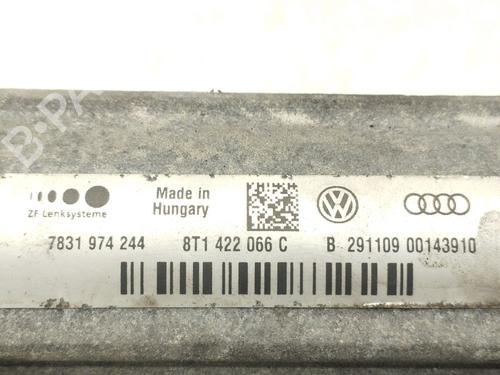 B-PA
ZF Lenksysteme
Made in
Hungary
7831 974 244
8T1 422 066 C
B 291109 00143910